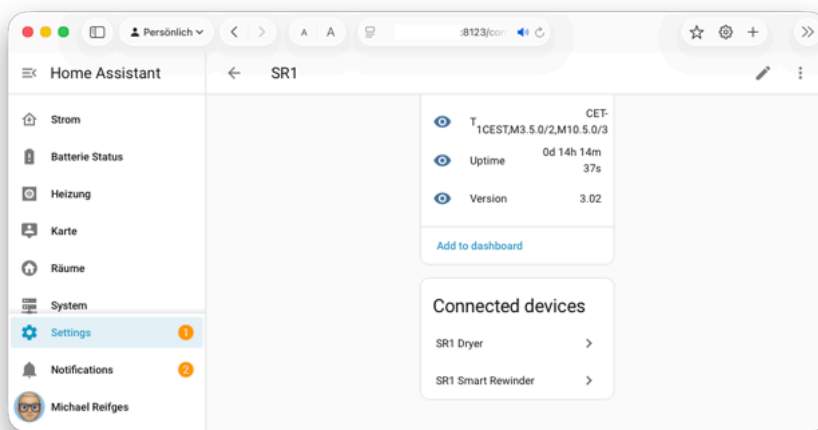 Persönlich
A A
:8123/con
Home Assistant
SR1
Strom
Batterie Status
Heizung
Karte
Räume
System
Settings 1
Notifications 2
Michael Reifges
T CET-
1CEST,M3.5.0/2,M10.5.0/3
Uptime 0d 14h 14m
37s
Version 3.02
Add to dashboard
Connected devices
SR1 Dryer
SR1 Smart Rewinder